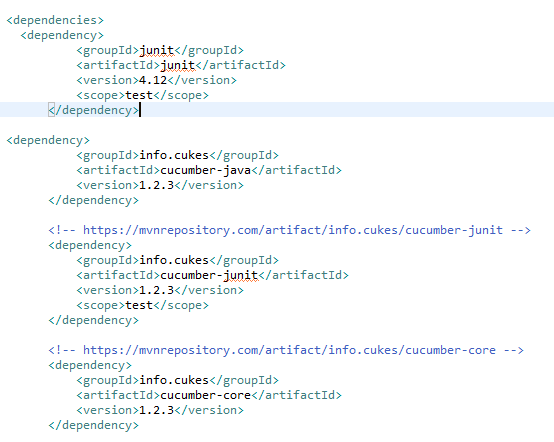 <dependencies>
<dependency>
<groupId>junit</groupId>
<artifactId>junit</artifactId>
<version>4.12</version>
<scope>test</scope>
</dependency>
<dependency>
<groupId>info.cukes</groupId>
<artifactId>cucumber-java</artifactId>
<version>1.2.3</version>
</dependency>
<!-- https://mvnrepository.com/artifact/info.cukes/cucumber-junit -->
<dependency>
<groupId>info.cukes</groupId>
<artifactId>cucumber-junit</artifactId>
<version>1.2.3</version>
<scope>test</scope>
</dependency>
<!-- https://mvnrepository.com/artifact/info.cukes/cucumber-core -->
<dependency>
<groupId>info.cukes</groupId>
<artifactId>cucumber-core</artifactId>
<version>1.2.3</version>
</dependency>